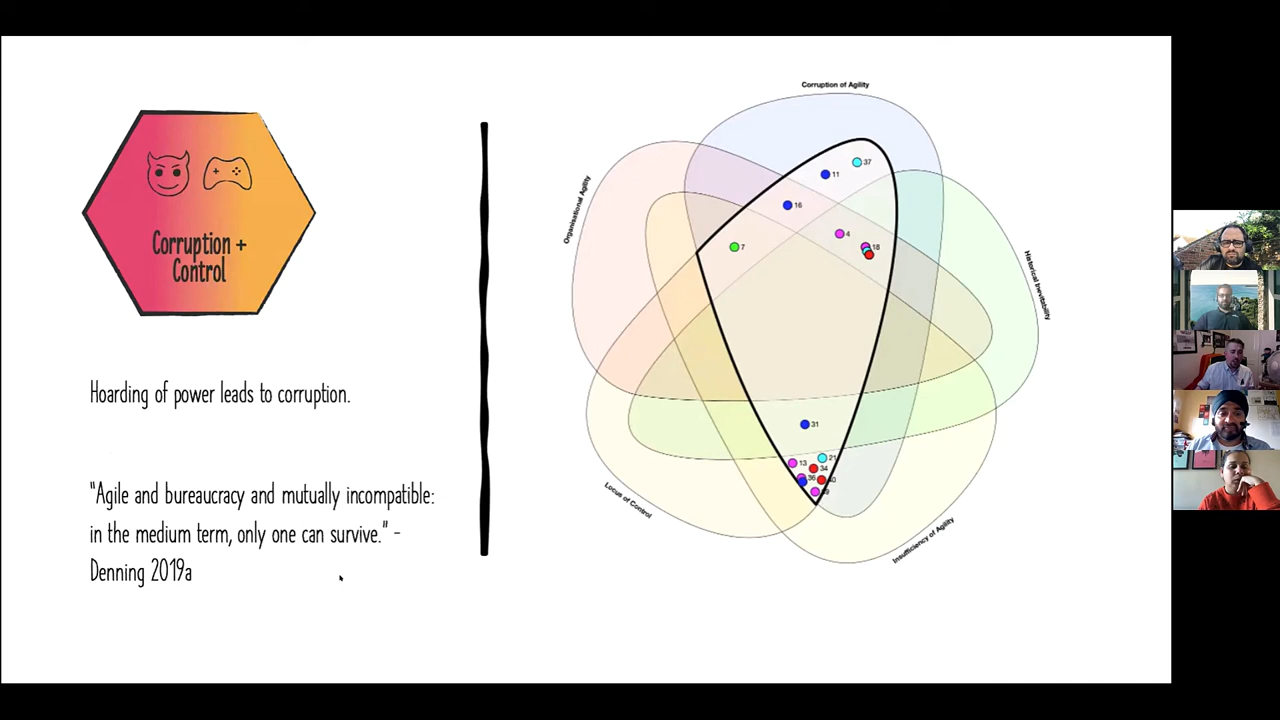 Corruption +
Control
Hoarding of power leads to corruption.
"Agile and bureaucracy and mutually incompatible:
in the medium term, only one can survive." -
Denning 2019a
Corruption of Agility
Organisational Agility
Historical Inevitability
Locus of Control
Insufficiency of Agility
37
11
16
4
18
7
31
21
13
34
36